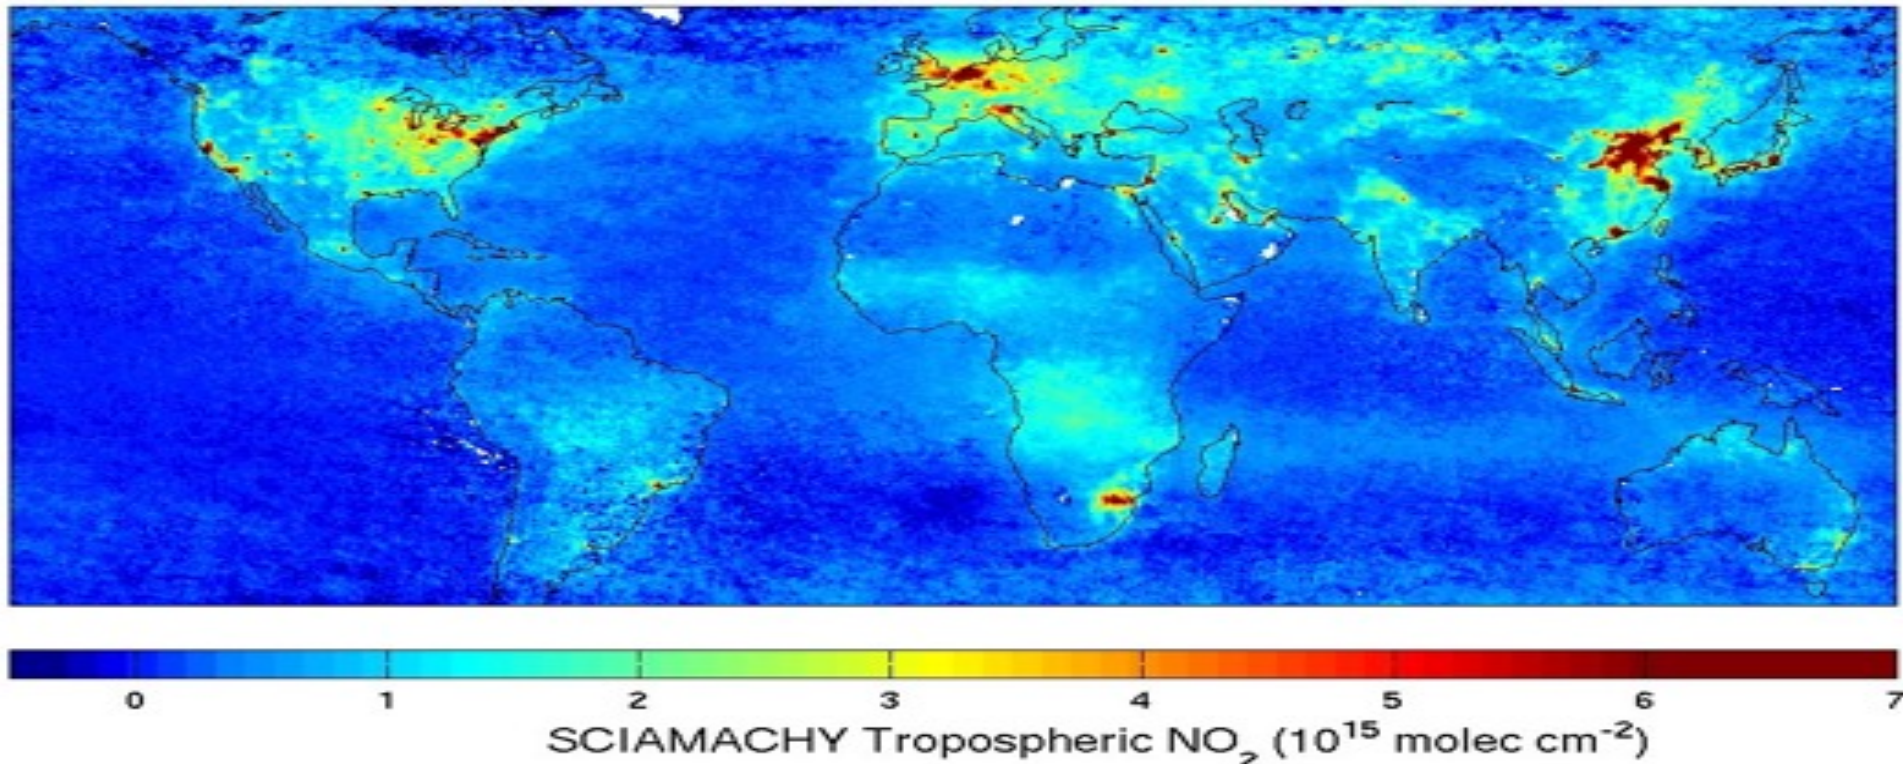 0 1 2 3 4 5 6 7
SCIAMACHY Tropospheric NO₂ (10¹⁵ molec cm⁻²)